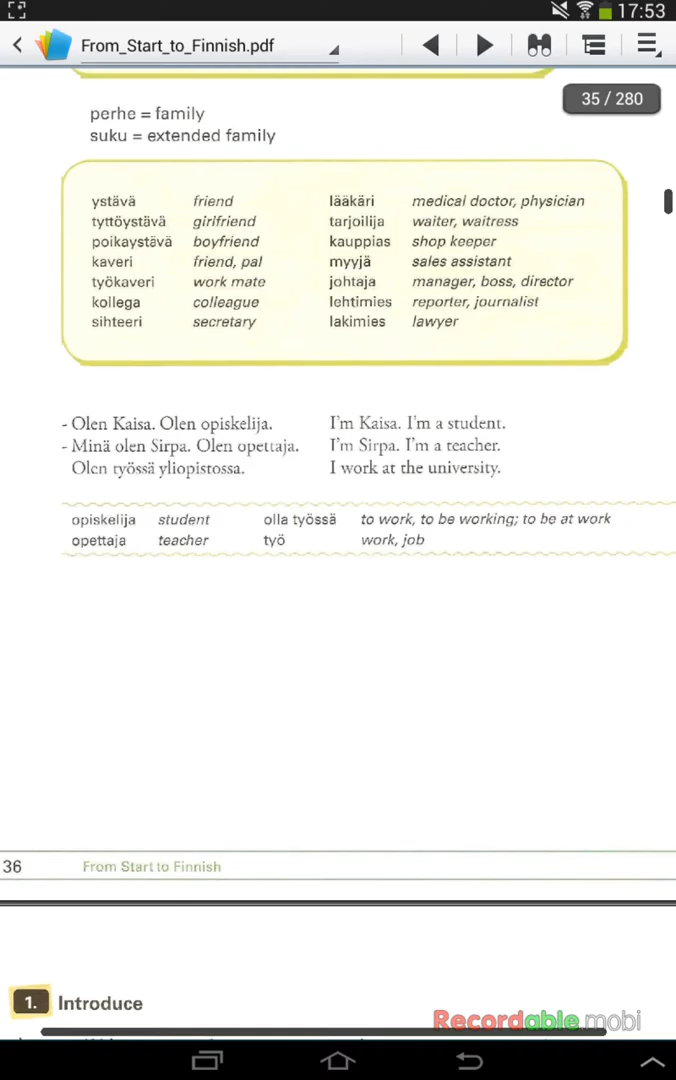 17:53
From_Start_to_Finnish.pdf
35 / 280
perhe = family
suku = extended family
ystävä friend lääkäri medical doctor, physician
tyttöystävä girlfriend tarjoilija waiter, waitress
poikaystävä boyfriend kauppias shop keeper
kaveri friend, pal myyjä sales assistant
työkaveri work mate johtaja manager, boss, director
kollega colleague lehtimies reporter, journalist
sihteeri secretary lakimies lawyer
- Olen Kaisa. Olen opiskelija. I'm Kaisa. I'm a student.
- Minä olen Sirpa. Olen opettaja. I'm Sirpa. I'm a teacher.
Olen työssä yliopistossa. I work at the university.
opiskelija student olla työssä to work, to be working; to be at work
opettaja teacher työ work, job
36 From Start to Finnish
1. Introduce
Recordable.mobi